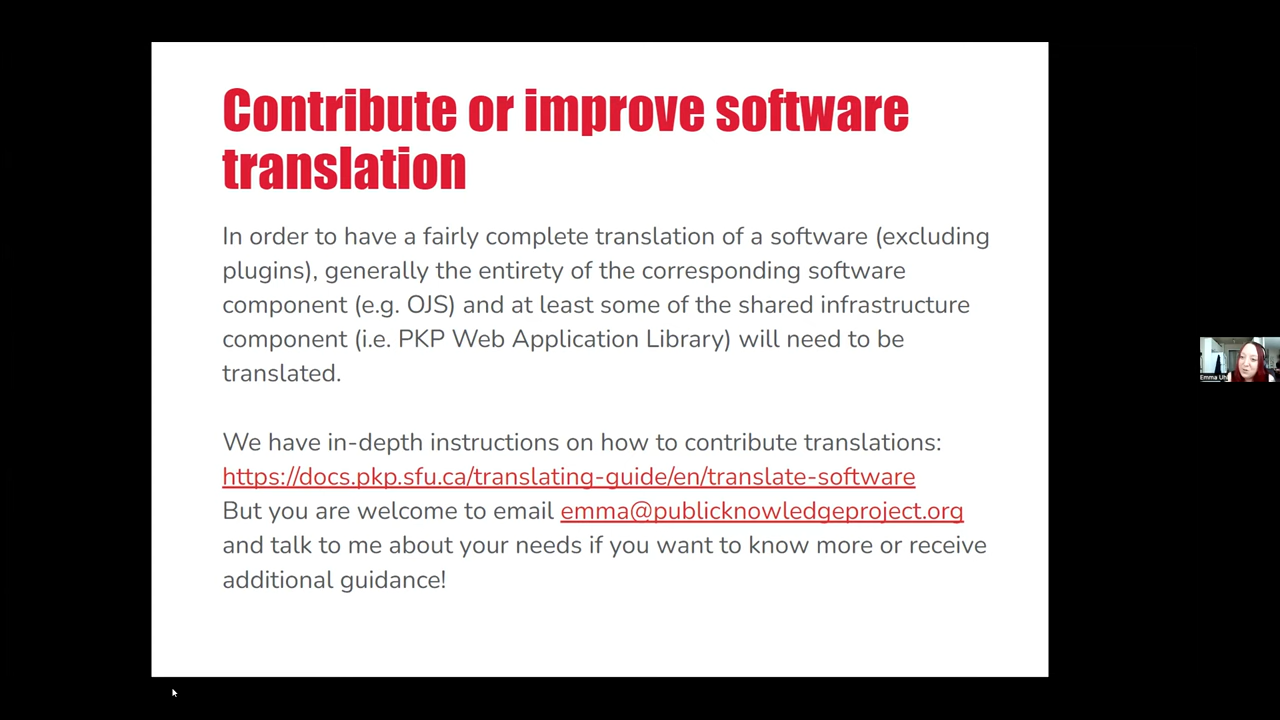 Contribute or improve software
translation
In order to have a fairly complete translation of a software (excluding
plugins), generally the entirety of the corresponding software
component (e.g. OJS) and at least some of the shared infrastructure
component (i.e. PKP Web Application Library) will need to be
translated.
We have in-depth instructions on how to contribute translations:
https://docs.pkp.sfu.ca/translating-guide/en/translate-software
But you are welcome to email emma@publicknowledgeproject.org
and talk to me about your needs if you want to know more or receive
additional guidance!
Emma